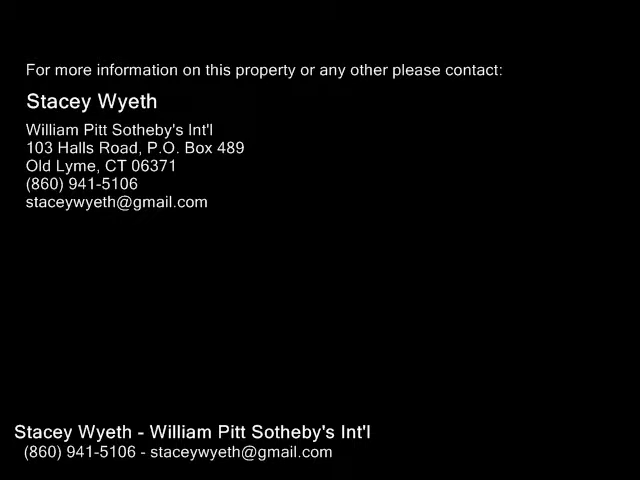 For more information on this property or any other please contact:
Stacey Wyeth
William Pitt Sotheby's Int'l
103 Halls Road, P.O. Box 489
Old Lyme, CT 06371
(860) 941-5106
staceywyeth@gmail.com
Stacey Wyeth - William Pitt Sotheby's Int'l
(860) 941-5106 - staceywyeth@gmail.com